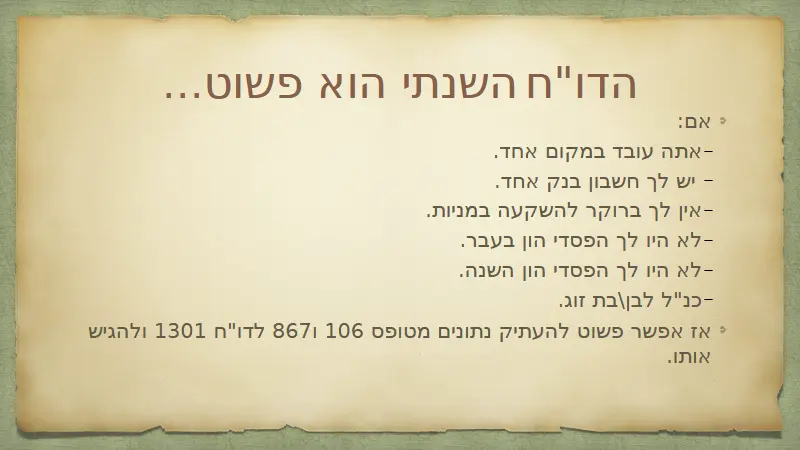 הדו"ח השנתי הוא פשוט...
אם:
–אתה עובד במקום אחד.
– יש לך חשבון בנק אחד.
–אין לך ברוקר להשקעה במניות.
–לא היו לך הפסדי הון בעבר.
–לא היו לך הפסדי הון השנה.
–כנ"ל לבן\בת זוג.
אז אפשר פשוט להעתיק נתונים מטופס 106 ו867 לדו"ח 1301 ולהגיש
אותו.